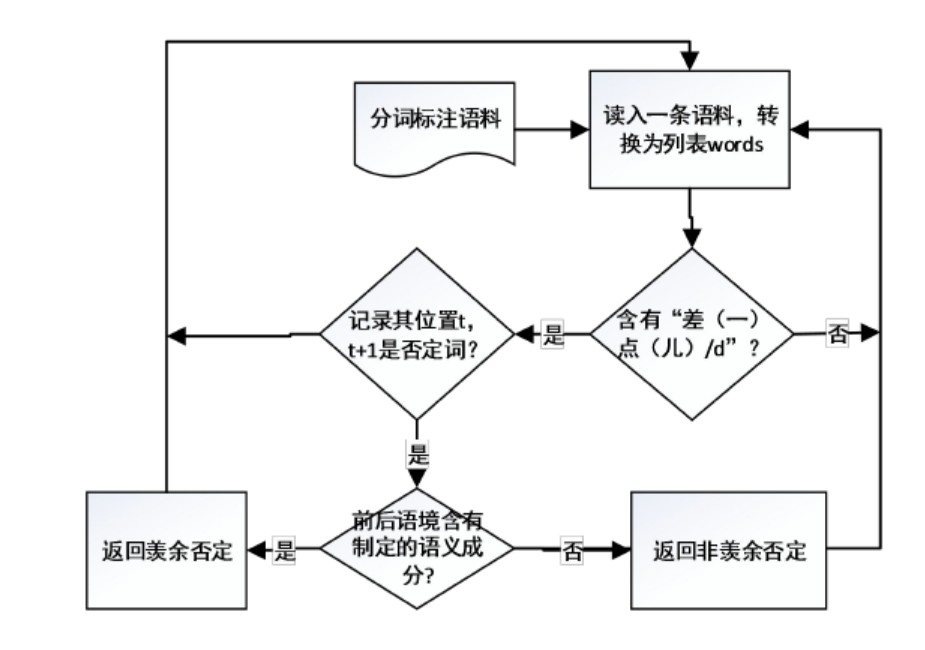 分词标注语料
读入一条语料，转
换为列表words
记录其位置t，
t+1是否定词？
是
含有“差（一）
点（儿）/d”？
否
是
前后语境含有
制定的语义成
分？
返回羡余否定
是
否
返回非羡余否定